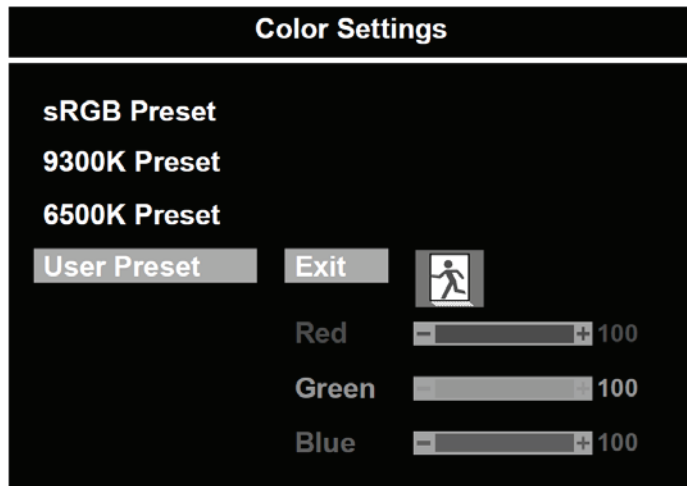 Color Settings
sRGB Preset
9300K Preset
6500K Preset
User Preset Exit
Red - + 100
Green - + 100
Blue - + 100